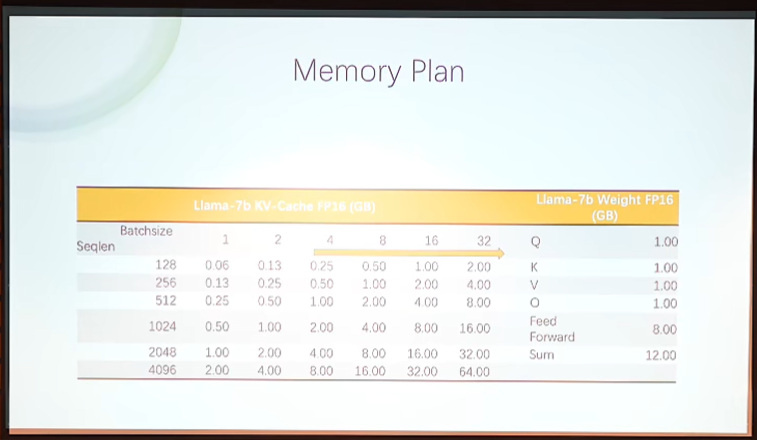 Memory Plan
Llama-7b KV-Cache FP16 (GB) Llama-7b Weight FP16 (GB)
Batchsize
Seqlen 1 2 4 8 16 32 Q 1.00
128 0.06 0.13 0.25 0.50 1.00 2.00 K 1.00
256 0.13 0.25 0.50 1.00 2.00 4.00 V 1.00
512 0.25 0.50 1.00 2.00 4.00 8.00 O 1.00
1024 0.50 1.00 2.00 4.00 8.00 16.00 Feed Forward 8.00
2048 1.00 2.00 4.00 8.00 16.00 32.00 Sum 12.00
4096 2.00 4.00 8.00 16.00 32.00 64.00